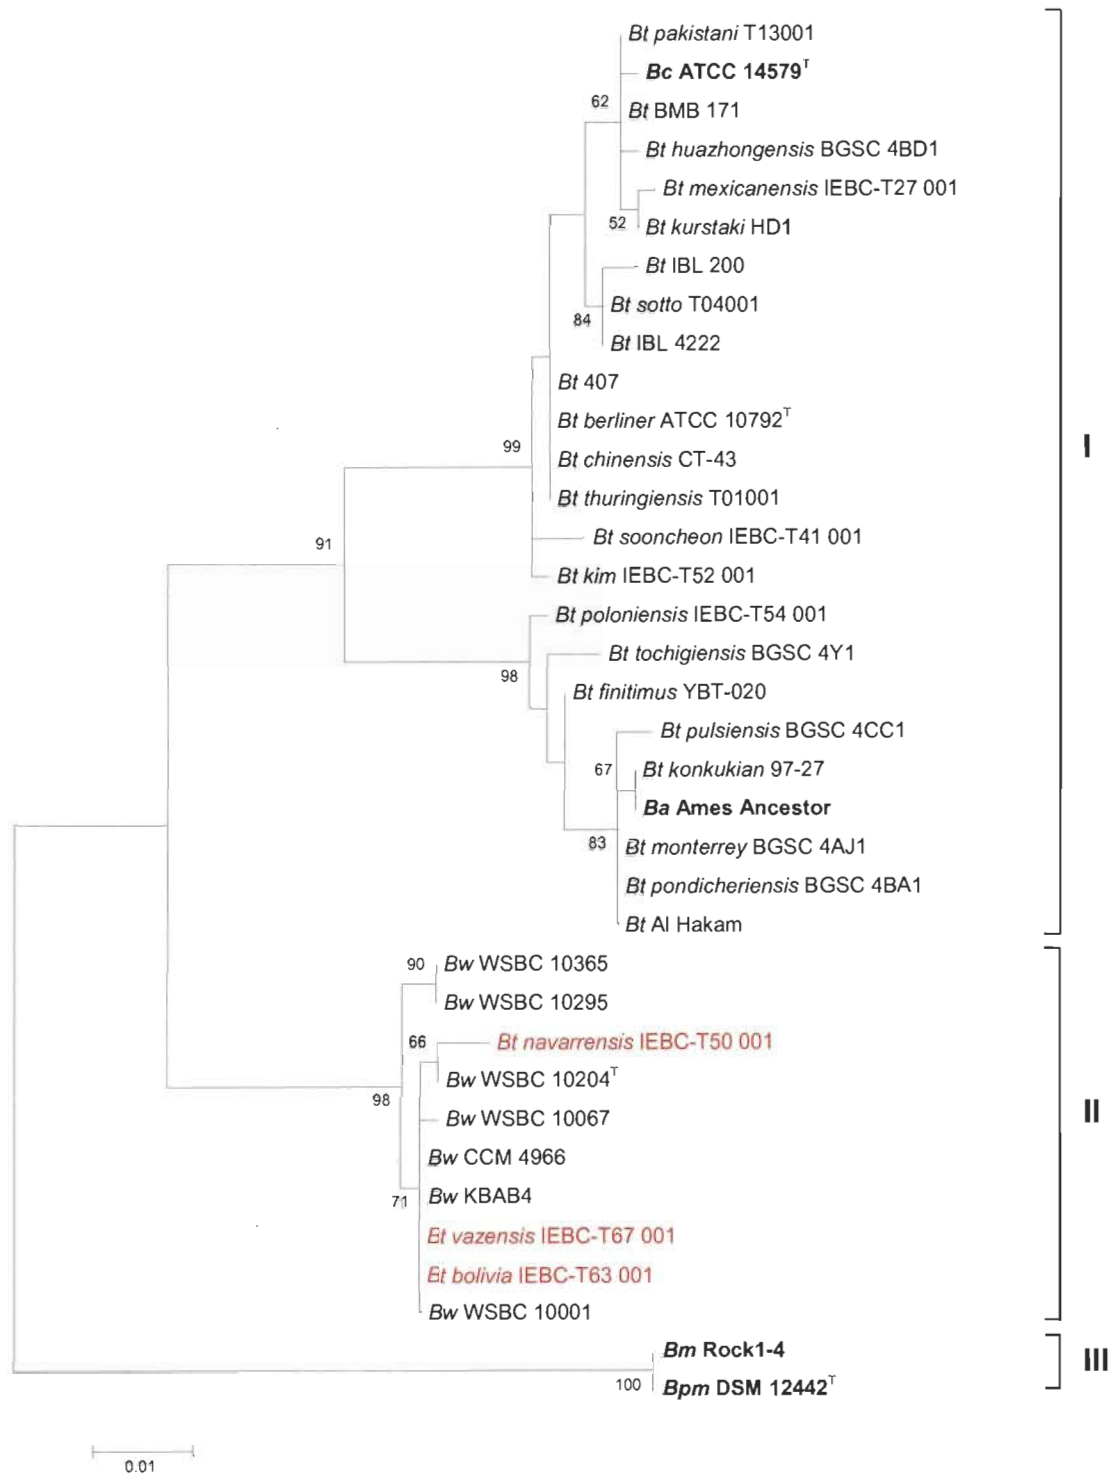 Bt pakistani T13001
Bc ATCC 14579T
62
Bt BMB 171
Bt huazhongensis BGSC 4BD1
Bt mexicanensis IEBC-T27 001
52
Bt kurstaki HD1
Bt IBL 200
Bt sotto T04001
84
Bt IBL 4222
Bt 407
Bt berliner ATCC 10792T
99
I
Bt chinensis CT-43
Bt thuringiensis T01001
Bt sooncheon IEBC-T41 001
91
Bt kim IEBC-T52 001
Bt poloniensis IEBC-T54 001
Bt tochigiensis BGSC 4Y1
98
Bt finitimus YBT-020
Bt pulsiensis BGSC 4CC1
67
Bt konkukian 97-27
Ba Ames Ancestor
83
Bt monterrey BGSC 4AJ1
Bt pondicheriensis BGSC 4BA1
Bt Al Hakam
90
Bw WSBC 10365
Bw WSBC 10295
66
Bt navarrensis IEBC-T50 001
Bw WSBC 10204T
98
II
Bw WSBC 10067
Bw CCM 4966
71
Bw KBAB4
Bt vazensis IEBC-T67 001
Bt bolivia IEBC-T63 001
Bw WSBC 10001
Bm Rock1-4
III
100
Bpm DSM 12442T
0.01